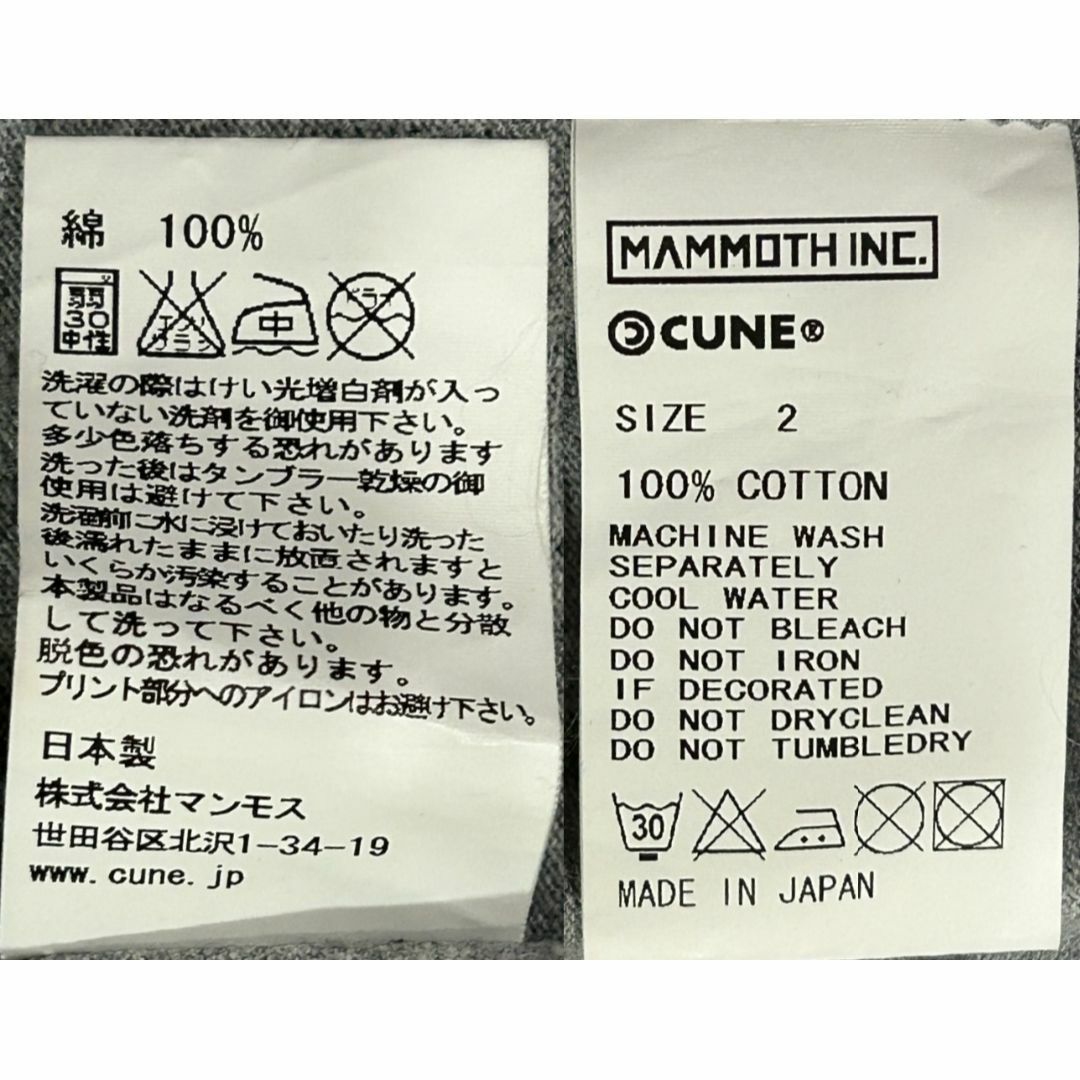 綿 100%
弱
30
中性
エンソ
サラシ
中
ドライ
洗濯の際はけい光増白剤が入っ
ていない洗剤を御使用下さい。
多少色落ちする恐れがあります
洗った後はタンブラー乾燥の御
使用は避けて下さい。
洗濯前に水に浸けておいたり洗った
後濡れたままに放置されますと
いくらか汚染することがあります。
本製品はなるべく他の物と分散
して洗って下さい。
脱色の恐れがあります。
プリント部分へのアイロンはお避け下さい。
日本製
株式会社マンモス
世田谷区北沢1-34-19
www.cune.jp
MAMMOTH INC.
CUNE®
SIZE 2
100% COTTON
MACHINE WASH
SEPARATELY
COOL WATER
DO NOT BLEACH
DO NOT IRON
IF DECORATED
DO NOT DRYCLEAN
DO NOT TUMBLEDRY
30
MADE IN JAPAN